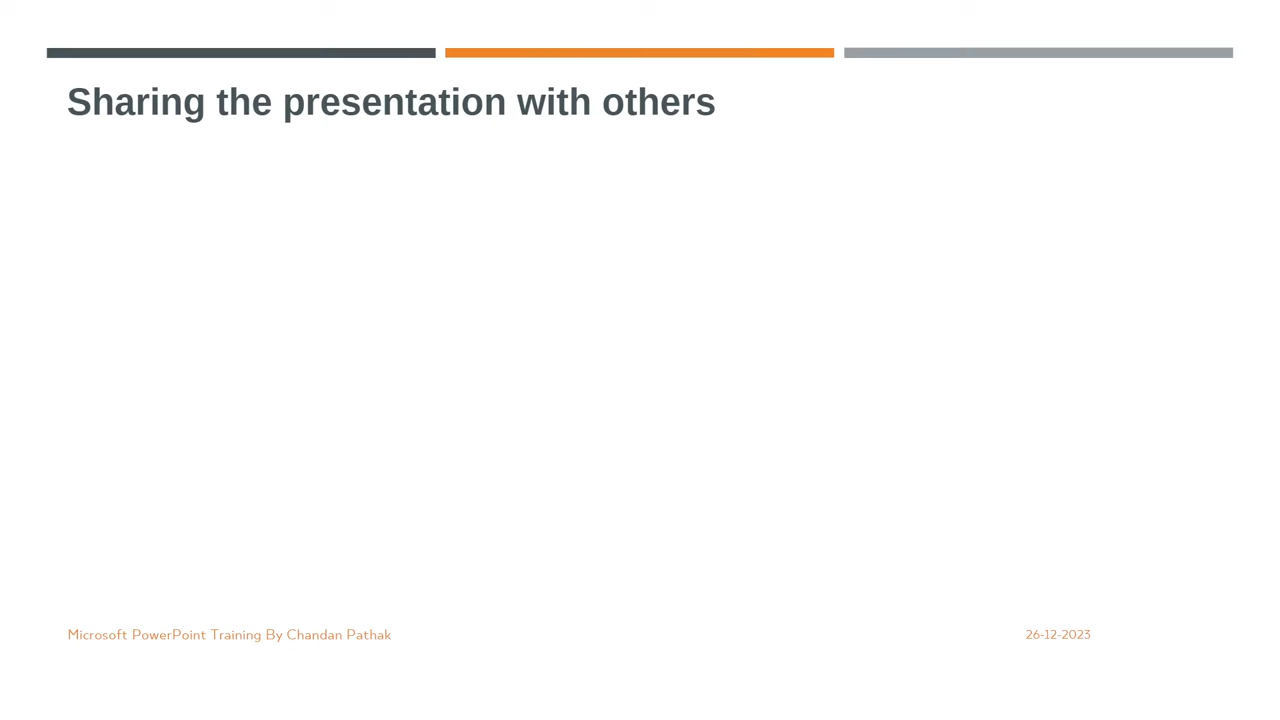 Sharing the presentation with others
Microsoft PowerPoint Training By Chandan Pathak
26-12-2023